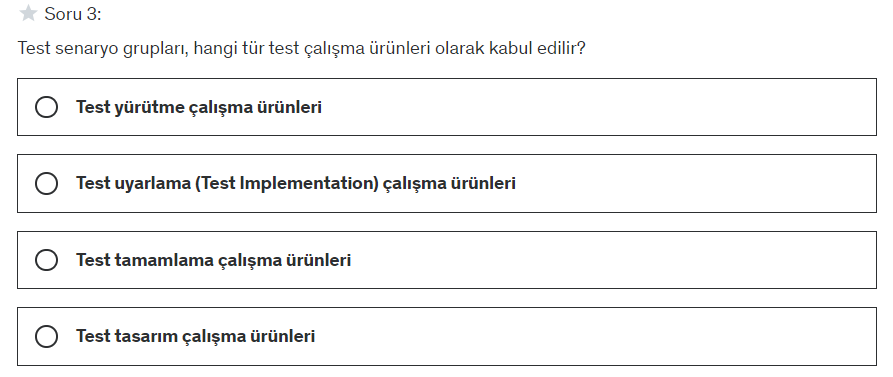 Soru 3:
Test senaryo grupları, hangi tür test çalışma ürünleri olarak kabul edilir?
Test yürütme çalışma ürünleri
Test uyarlama (Test Implementation) çalışma ürünleri
Test tamamlama çalışma ürünleri
Test tasarım çalışma ürünleri